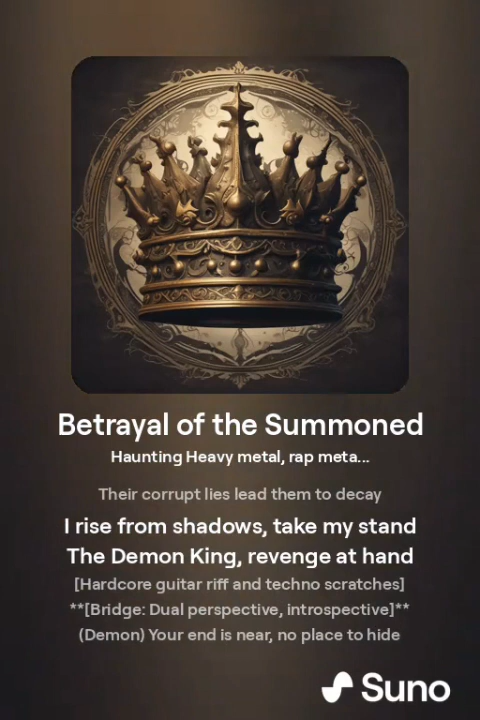 Betrayal of the Summoned
Haunting Heavy metal, rap meta...
Their corrupt lies lead them to decay
I rise from shadows, take my stand
The Demon King, revenge at hand
[Hardcore guitar riff and techno scratches]
**[Bridge: Dual perspective, introspective]**
(Demon) Your end is near, no place to hide
Suno